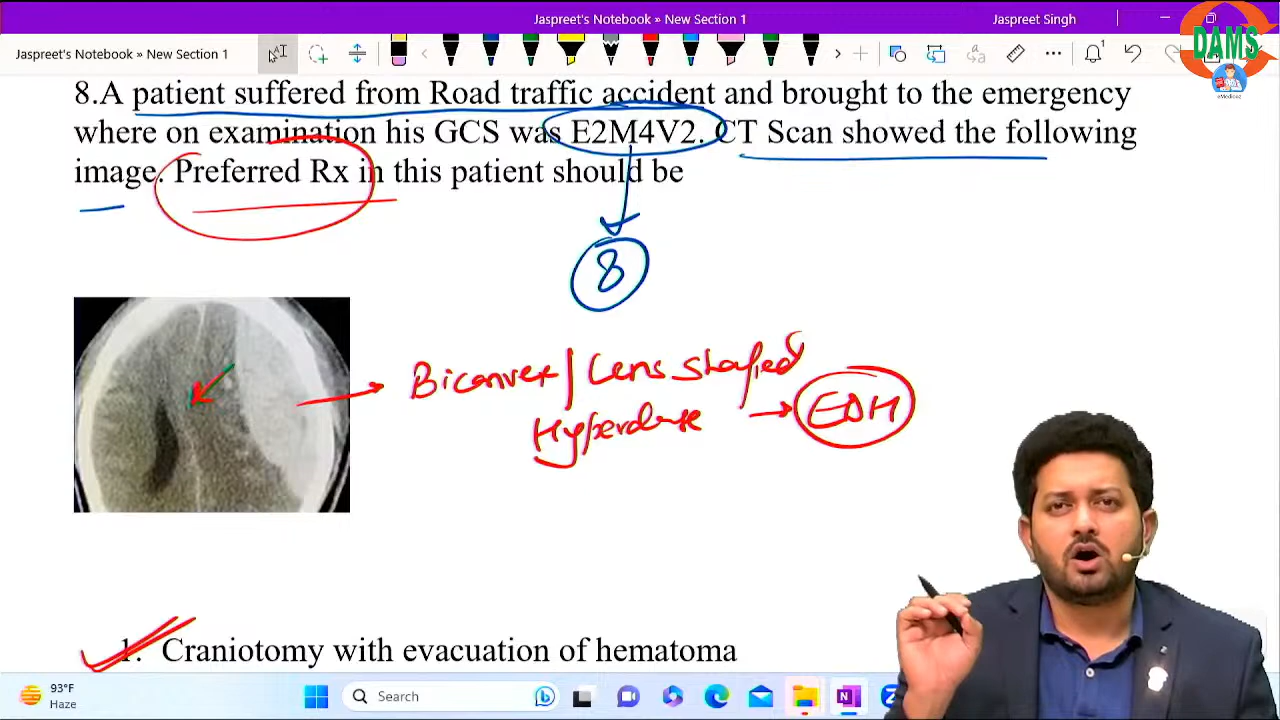 Jaspreet's Notebook » New Section 1
Jaspreet Singh
Jaspreet's Notebook » New Section 1
DAMS
eMedicoz
8.A patient suffered from Road traffic accident and brought to the emergency
where on examination his GCS was E2M4V2. CT Scan showed the following
image. Preferred Rx in this patient should be
8
Biconvex / Lens shaped
Hyperdense → EDH
1. Craniotomy with evacuation of hematoma
93°F
Haze
Search